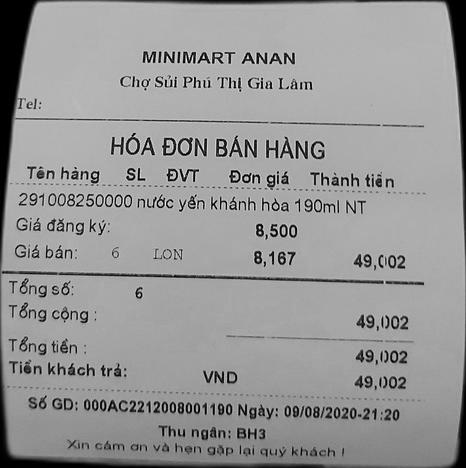 MINIMART ANAN
Chợ Sủi Phú Thị Gia Lâm
Tel:
HÓA ĐƠN BÁN HÀNG
Tên hàng SL ĐVT Đơn giá Thành tiền
291008250000 nước yến khánh hòa 190ml NT
Giá đăng ký: 8,500
Giá bán: 6 LON 8,167 49,002
Tổng số: 6
Tổng cộng : 49,002
Tổng tiền : 49,002
Tiền khách trả: VND 49,002
Số GD: 000AC2212008001190 Ngày: 09/08/2020-21:20
Thu ngân: BH3
Xin cám ơn và hẹn gặp lại quý khách !